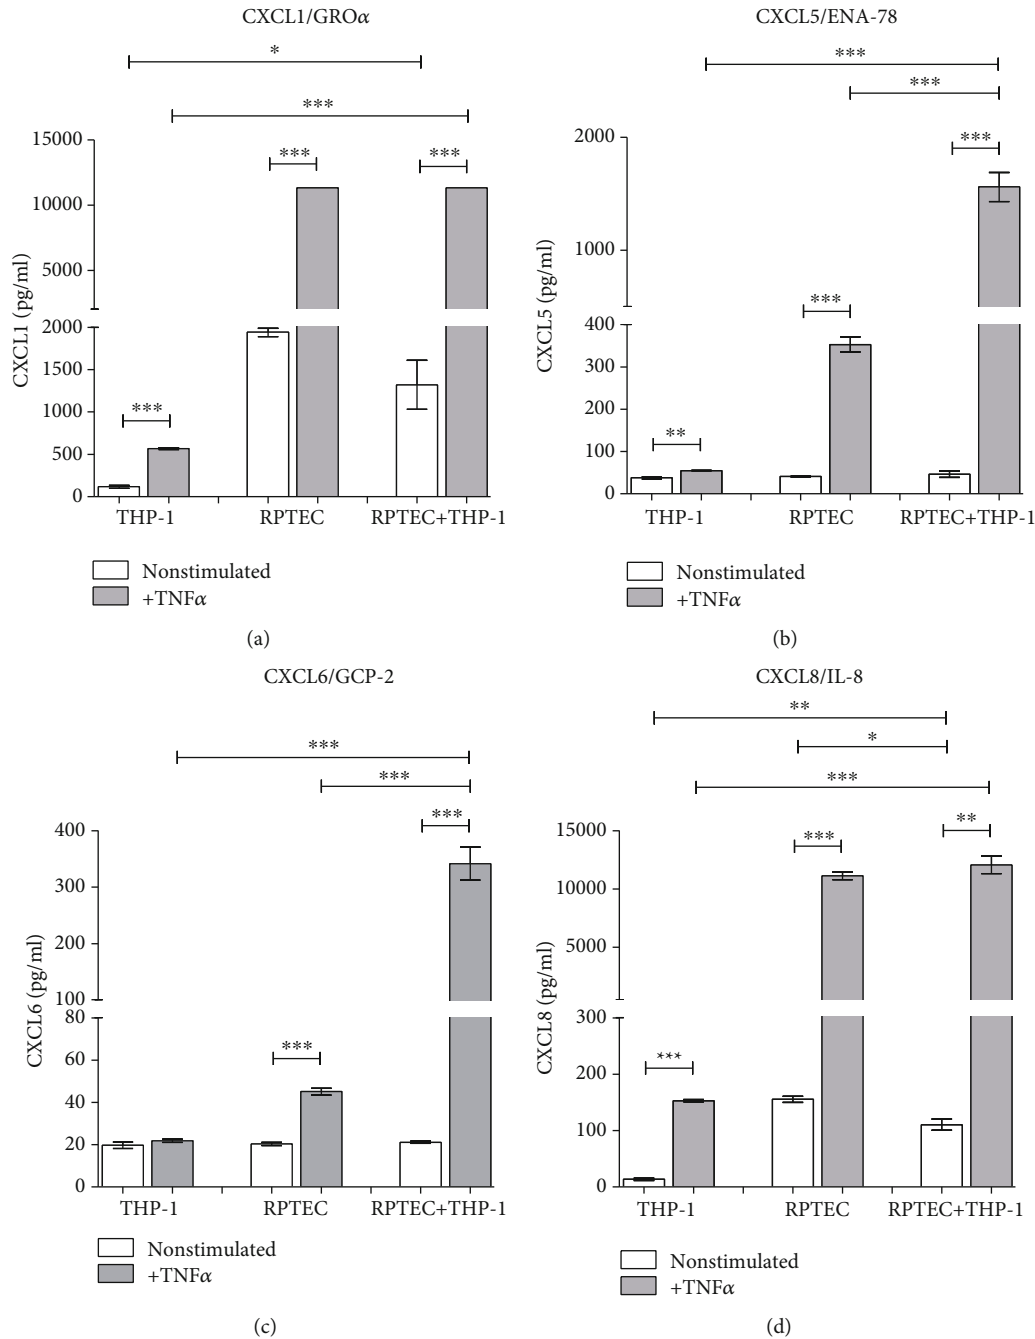 CXCL1/GROα
*
***
***
***
***
15000
10000
5000
2000
1500
1000
500
0
CXCL1 (pg/ml)
THP-1 RPTEC RPTEC+THP-1
Nonstimulated
+TNFα
(a)
CXCL5/ENA-78
***
***
***
***
**
2000
1000
400
300
200
100
0
CXCL5 (pg/ml)
THP-1 RPTEC RPTEC+THP-1
Nonstimulated
+TNFα
(b)
CXCL6/GCP-2
***
***
***
***
400
300
200
100
80
60
40
20
0
CXCL6 (pg/ml)
THP-1 RPTEC RPTEC+THP-1
Nonstimulated
+TNFα
(c)
CXCL8/IL-8
**
*
***
***
**
***
15000
10000
5000
300
200
100
0
CXCL8 (pg/ml)
THP-1 RPTEC RPTEC+THP-1
Nonstimulated
+TNFα
(d)